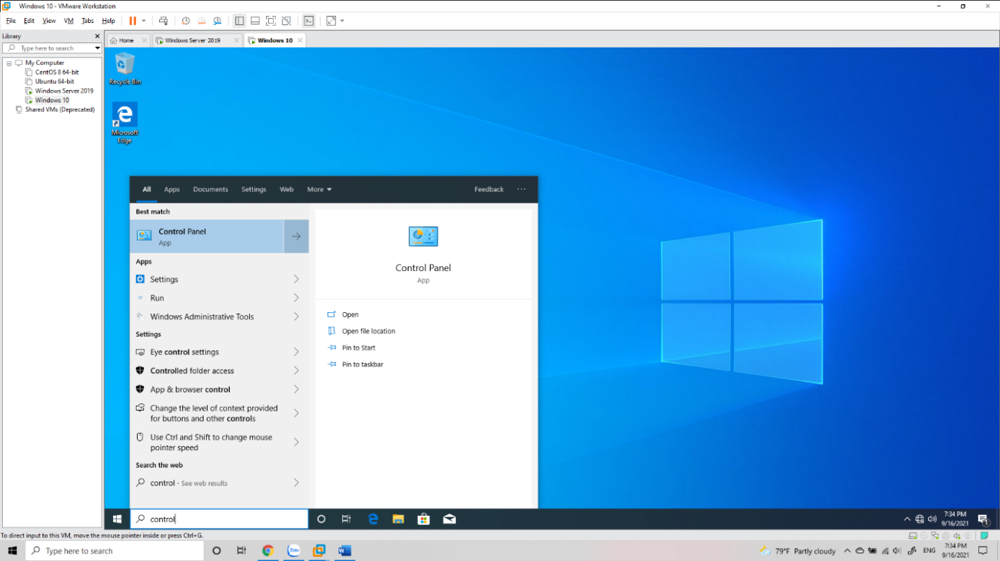 Windows 10 - VMware Workstation
File Edit View VM Tabs Help
Library
Type here to search
My Computer
CentOS 8 64-bit
Ubuntu 64-bit
Windows Server 2019
Windows 10
Shared VMs (Deprecated)
Home Windows Server 2019 Windows 10
Recycle Bin
Microsoft
Edge
All Apps Documents Settings Web More Feedback ...
Best match
Control Panel
App
Apps
Settings
Run
Windows Administrative Tools
Settings
Eye control settings
Controlled folder access
App & browser control
Change the level of context provided
for buttons and other controls
Use Ctrl and Shift to change mouse
pointer speed
Search the web
control - See web results
Control Panel
App
Open
Open file location
Pin to Start
Pin to taskbar
control
7:34 PM
9/16/2021
1
To direct input to this VM, move the mouse pointer inside or press Ctrl+G.
Type here to search
Zalo
79°F Partly cloudy
ENG
7:34 PM
9/16/2021